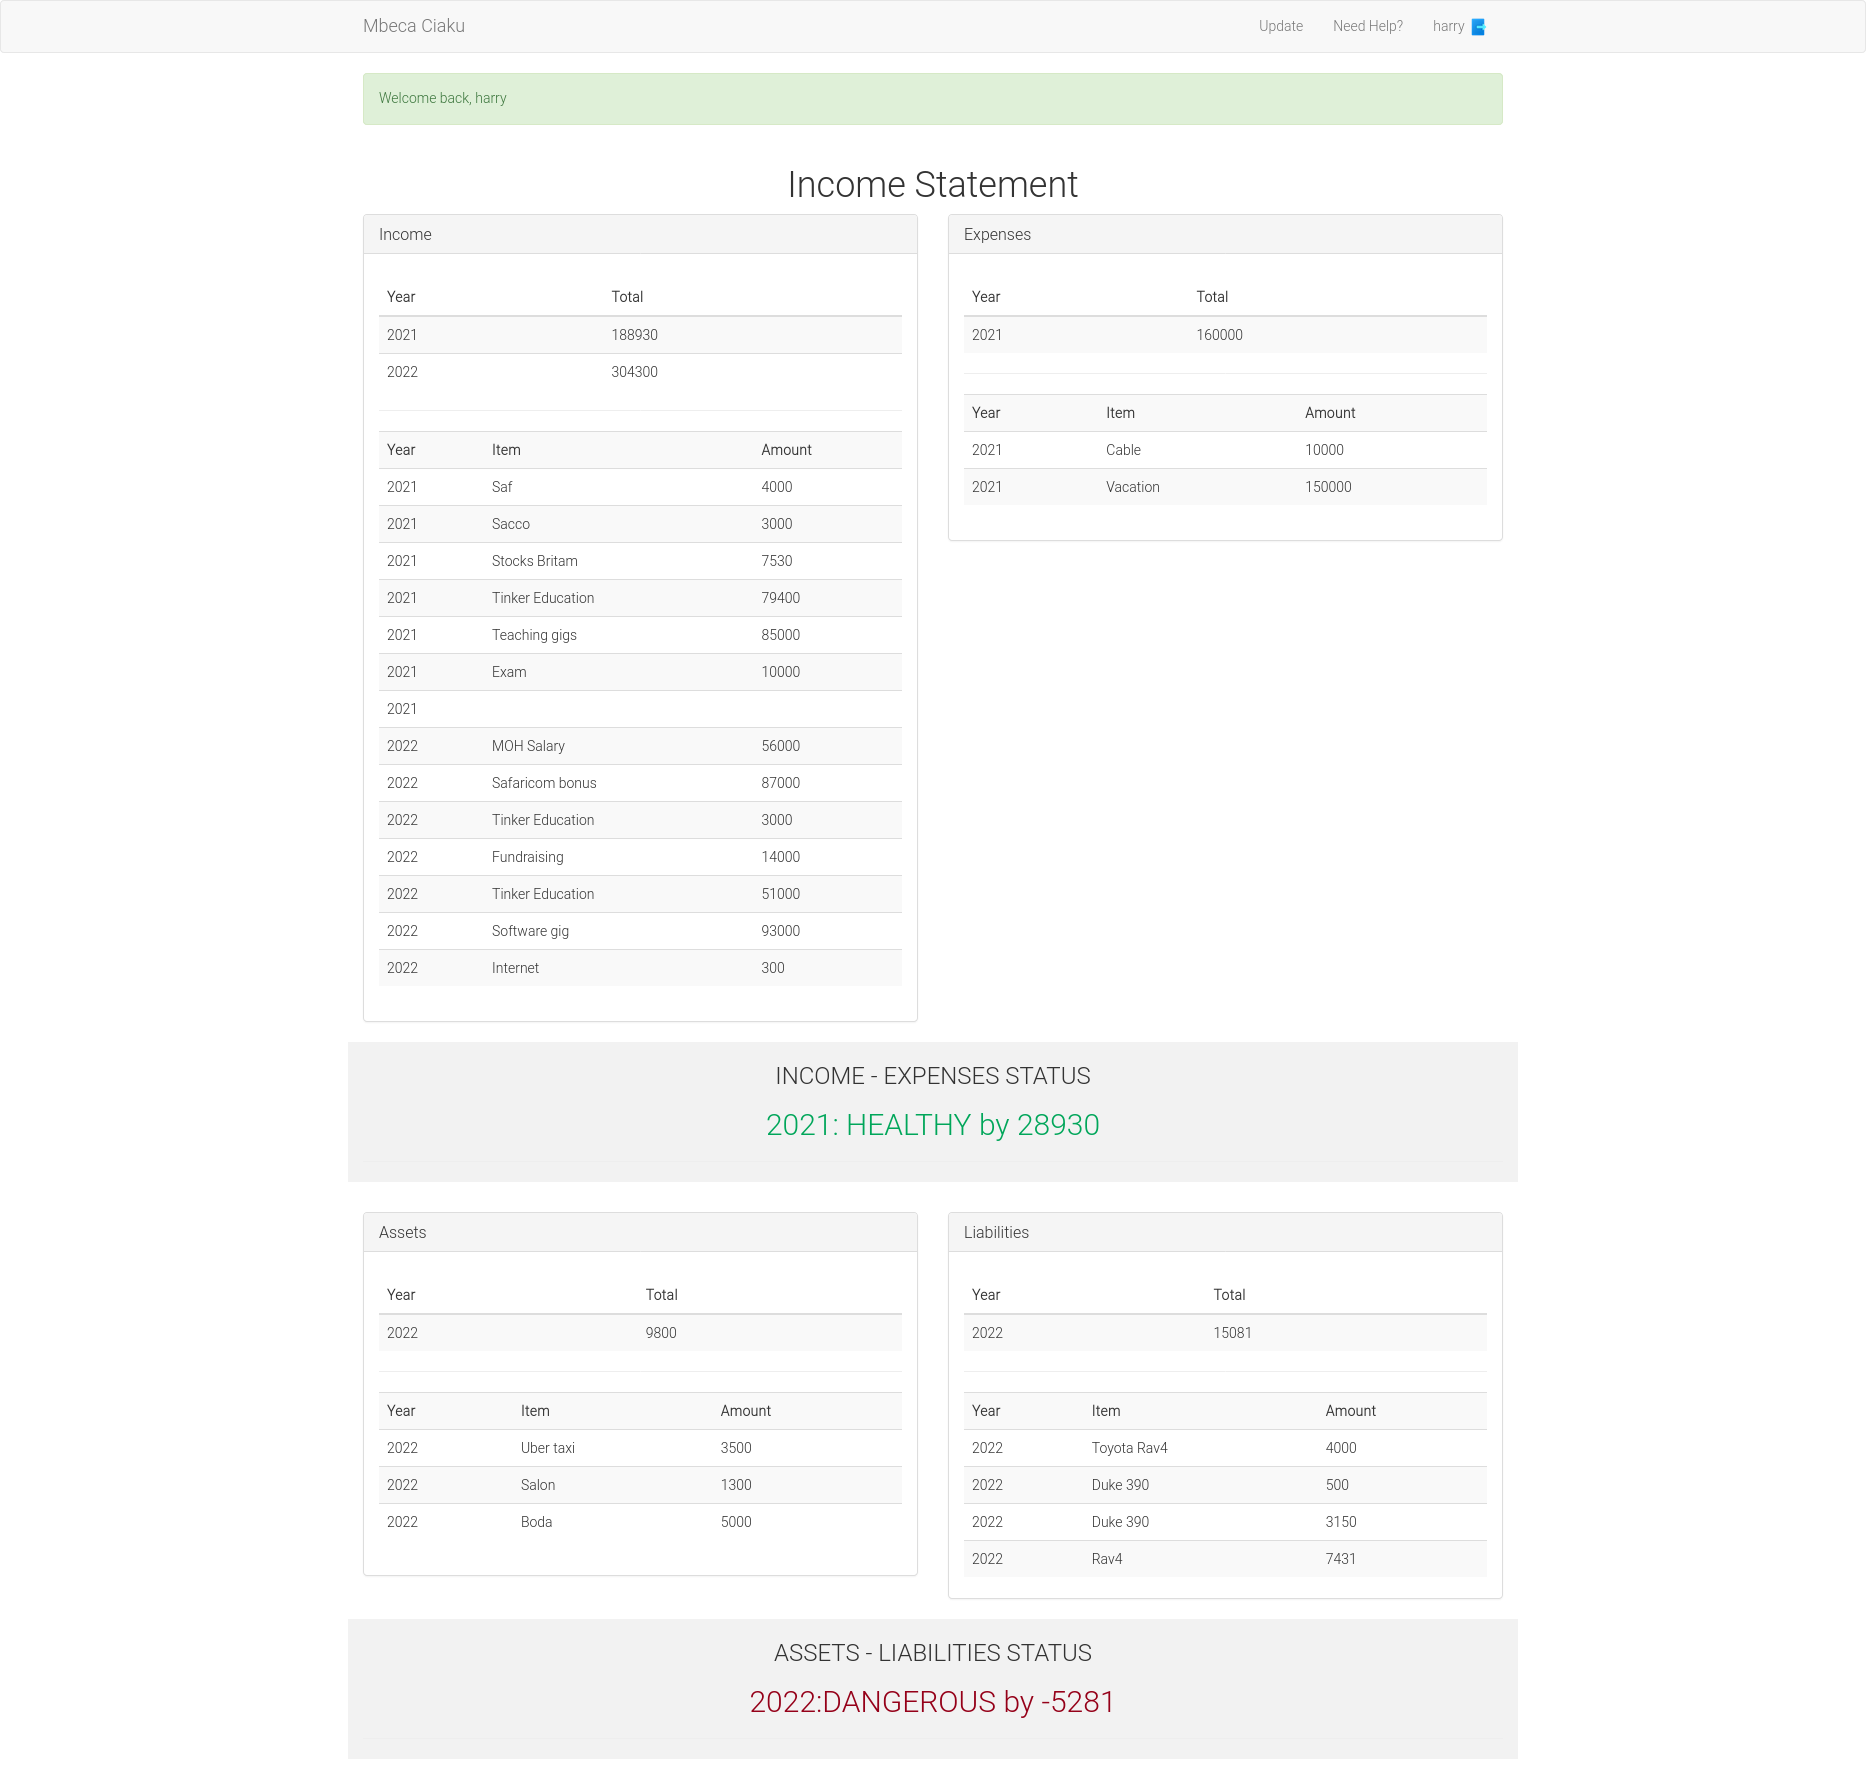 Mbeca Ciaku Update Need Help? harry
Welcome back, harry
Income Statement
Income
Year Total
2021 188930
2022 304300
Year Item Amount
2021 Saf 4000
2021 Sacco 3000
2021 Stocks Britam 7530
2021 Tinker Education 79400
2021 Teaching gigs 85000
2021 Exam 10000
2021
2022 MOH Salary 56000
2022 Safaricom bonus 87000
2022 Tinker Education 3000
2022 Fundraising 14000
2022 Tinker Education 51000
2022 Software gig 93000
2022 Internet 300
Expenses
Year Total
2021 160000
Year Item Amount
2021 Cable 10000
2021 Vacation 150000
INCOME - EXPENSES STATUS
2021: HEALTHY by 28930
Assets
Year Total
2022 9800
Year Item Amount
2022 Uber taxi 3500
2022 Salon 1300
2022 Boda 5000
Liabilities
Year Total
2022 15081
Year Item Amount
2022 Toyota Rav4 4000
2022 Duke 390 500
2022 Duke 390 3150
2022 Rav4 7431
ASSETS - LIABILITIES STATUS
2022:DANGEROUS by -5281